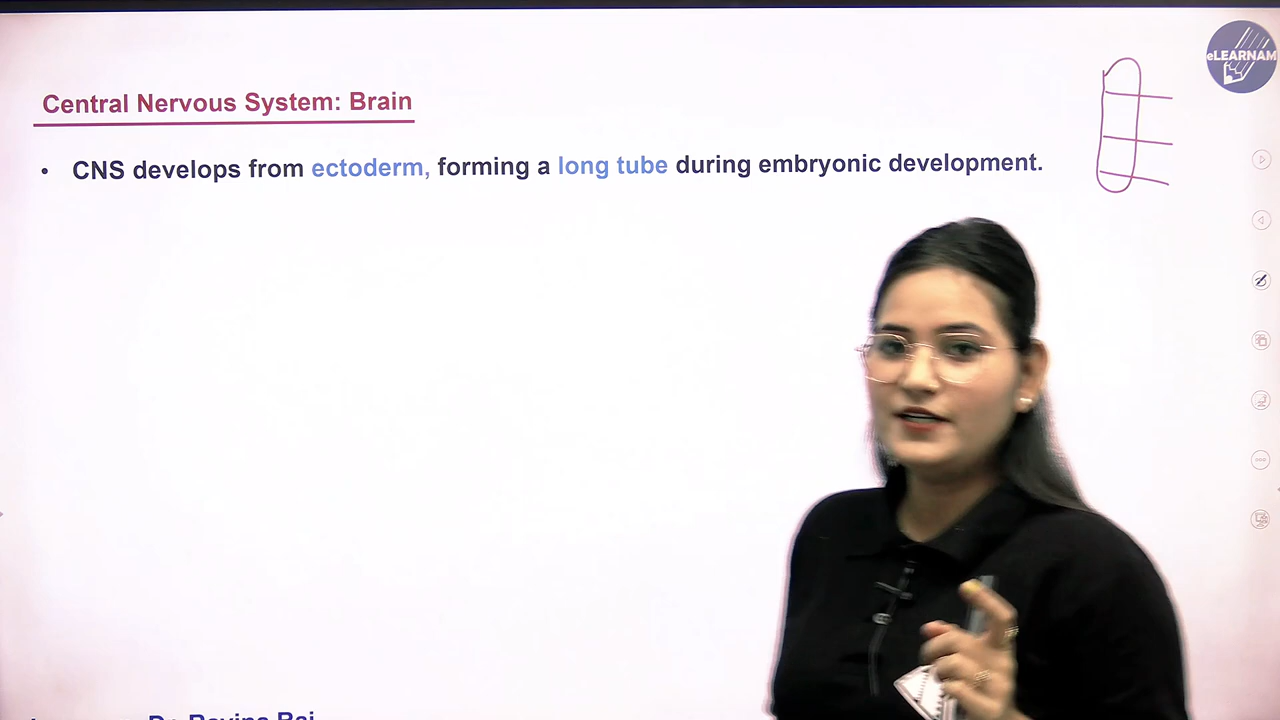 eLEARNAM
Central Nervous System: Brain
• CNS develops from ectoderm, forming a long tube during embryonic development.